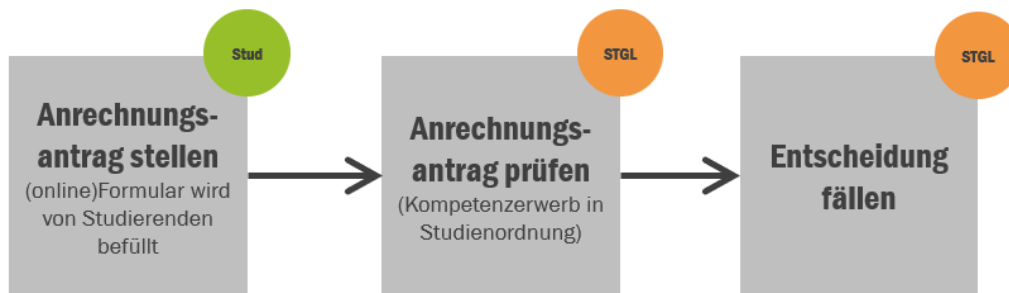 Stud
Anrechnungs-
antrag stellen
(online)Formular wird
von Studierenden
befüllt
STGL
Anrechnungs-
antrag prüfen
(Kompetenzerwerb in
Studienordnung)
STGL
Entscheidung
fällen